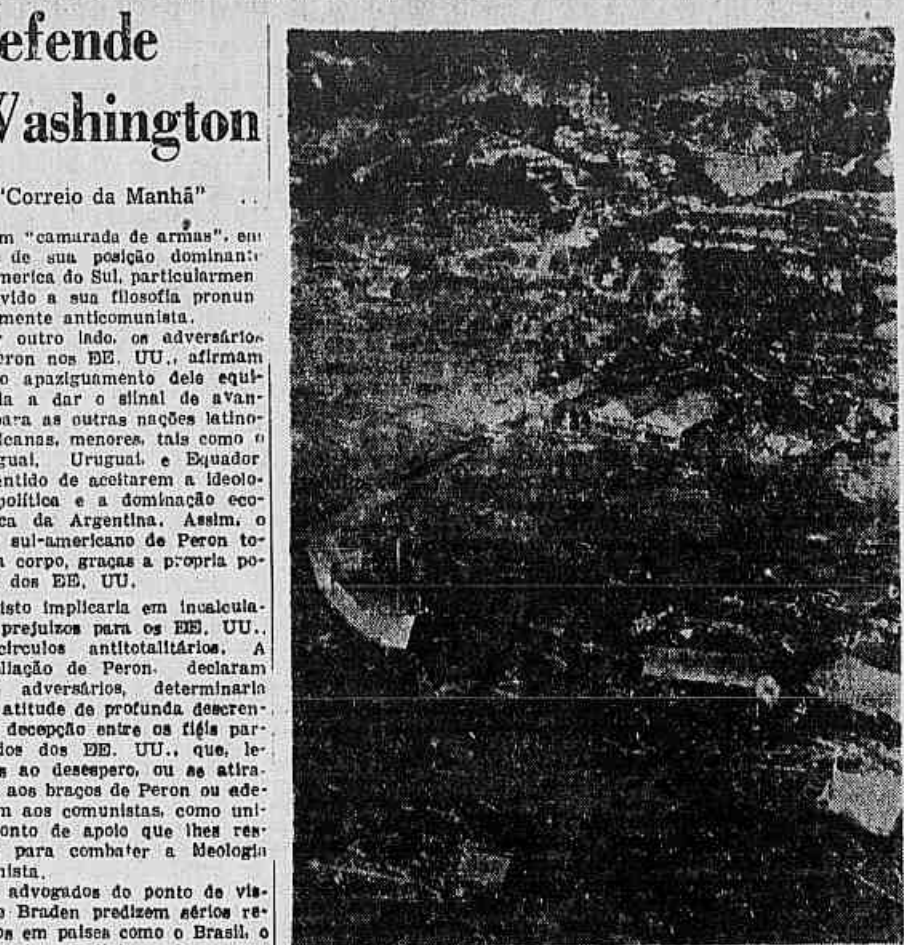 efende
Washington
"Correio da Manhã" ..
m "camarada de armas". em
de sua posição dominante
merica do Sul, particularmen
vido a sua filosofia pronun
mente anticomunista.
outro lado, os adversários
eron nos EE. UU., afirmam
o apaziguamento dele equi-
la a dar o siinal de avan-
para as outras nações latino-
icanas, menores, tais como o
guai, Uruguai, e Equador
entido de aceitarem a ideolo-
política e a dominação eco-
ca da Argentina. Assim, o
sul-americano de Peron to-
a corpo, graças a propria po-
dos EE. UU.
isto implicaria em incalcula-
prejuizos para os EE. UU.,
circulos antitotalitários. A
liação de Peron, declaram
adversários, determinaria
atitude de profunda descren-
decepção entre os fiéis par-
dos dos EE. UU., que, le-
s ao desespero, ou se atira-
aos braços de Peron ou ade-
m aos comunistas, como uni-
onto de apoio que lhes res-
para combater a Meologia
nista.
advogados do ponto de vis-
o Braden predizem sérios re-
os em paises como o Brasil, o